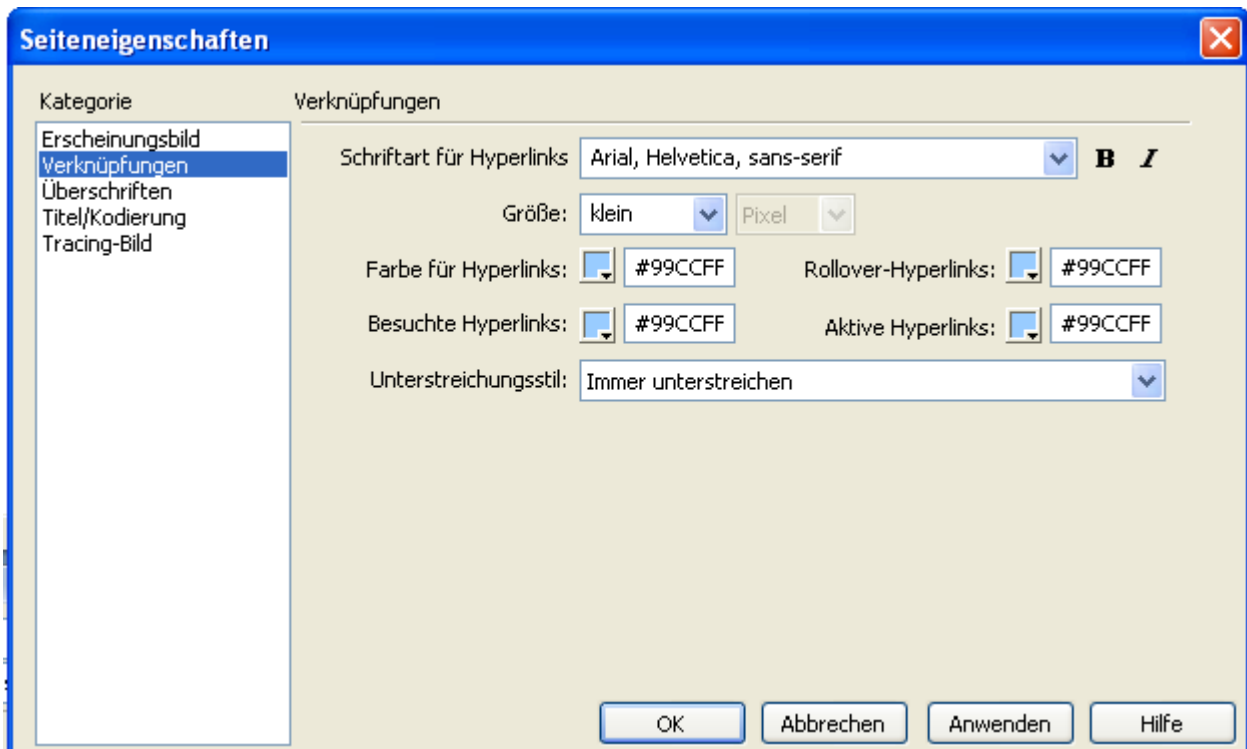 Seiteneigenschaften
Kategorie
Erscheinungsbild
Verknüpfungen
Überschriften
Titel/Kodierung
Tracing-Bild
Verknüpfungen
Schriftart für Hyperlinks Arial, Helvetica, sans-serif B I
Größe: klein Pixel
Farbe für Hyperlinks: #99CCFF Rollover-Hyperlinks: #99CCFF
Besuchte Hyperlinks: #99CCFF Aktive Hyperlinks: #99CCFF
Unterstreichungsstil: Immer unterstreichen
OK Abbrechen Anwenden Hilfe